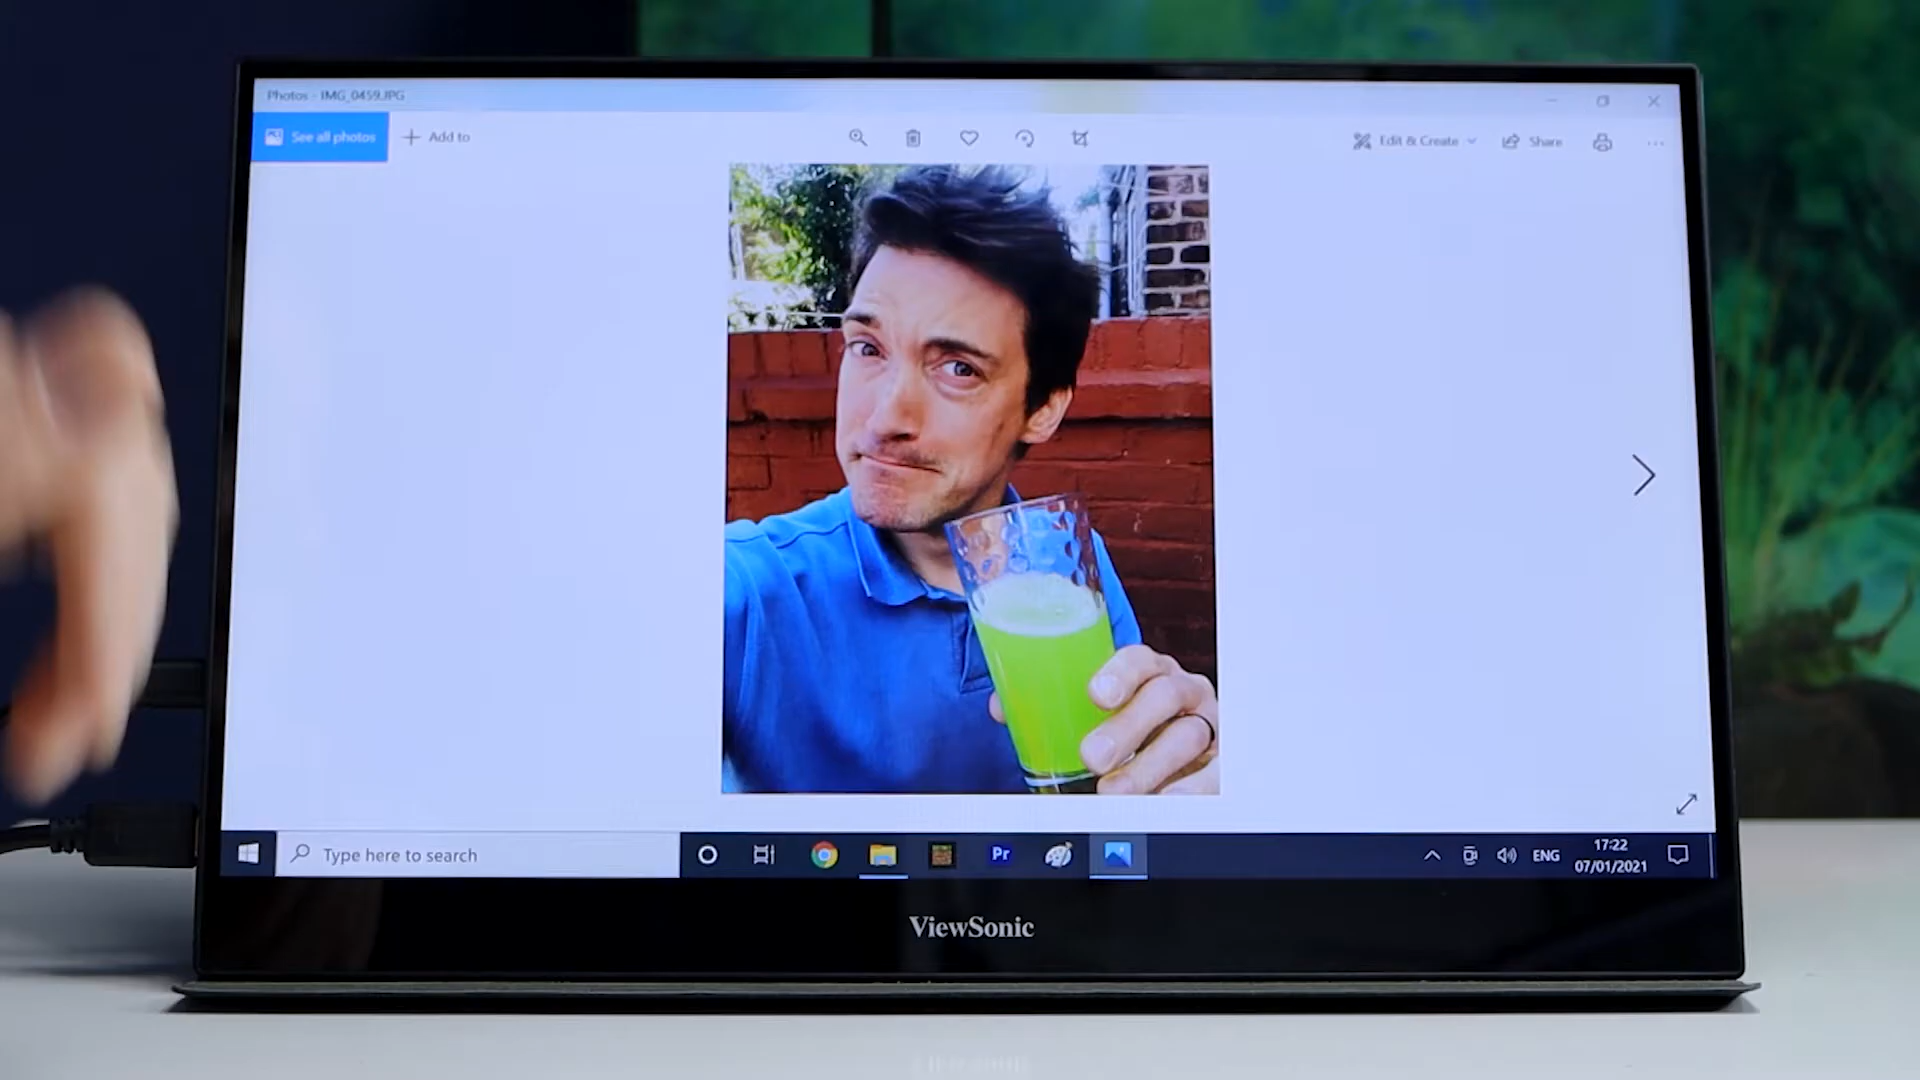 Photos - IMG_0459.JPG
See all photos
Add to
Edit & Create
Share
Type here to search
Pr
ENG
17:22
07/01/2021
ViewSonic